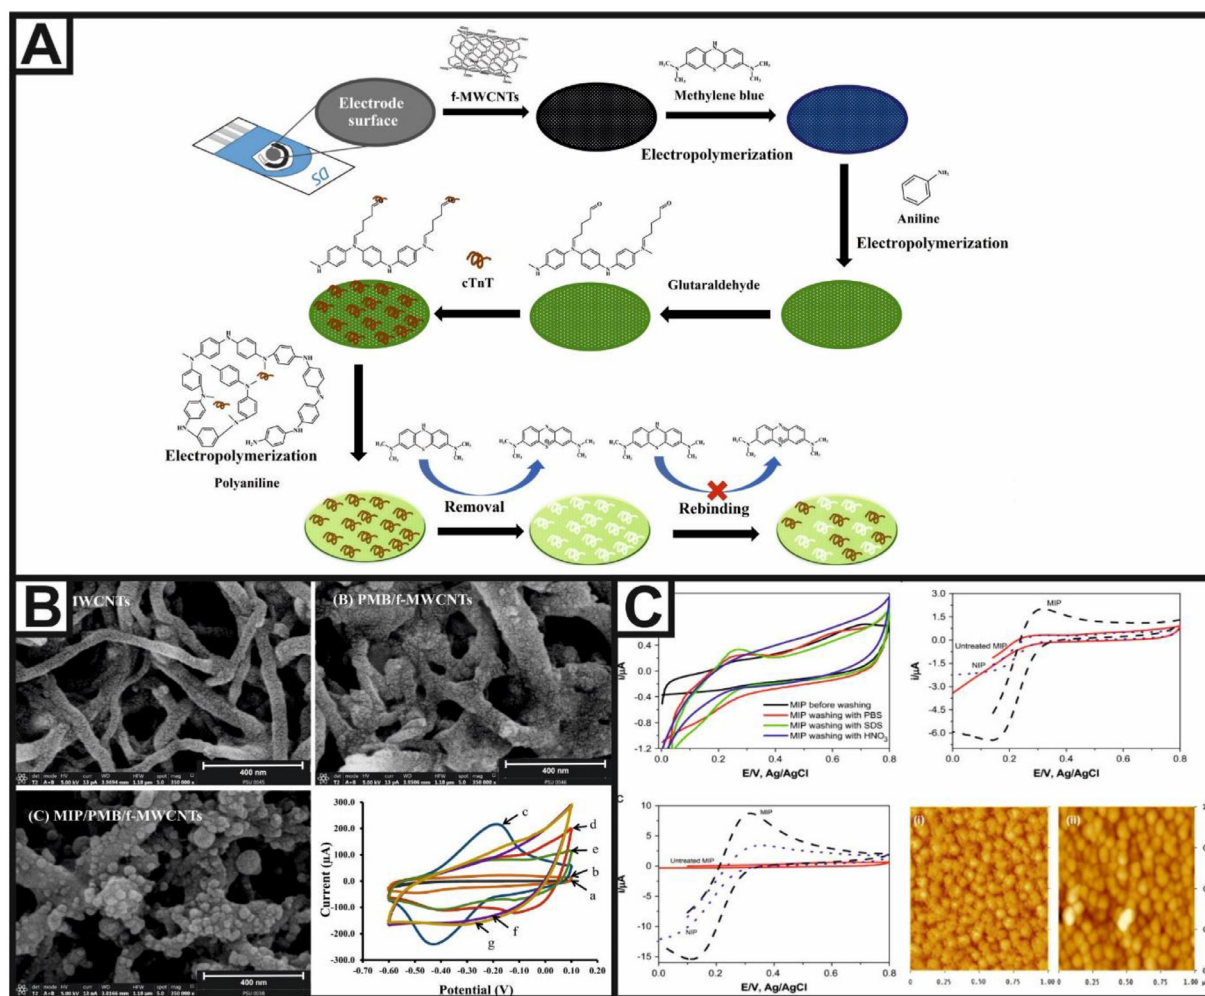 A
Electrode
surface
f-MWCNTs
Methylene blue
Electropolymerization
DS
Aniline
Electropolymerization
cTnT
Glutaraldehyde
Electropolymerization
Polyaniline
Removal
Rebinding
B
IWCNTs
400 nm
(B) PMB/f-MWCNTs
400 nm
(C) MIP/PMB/f-MWCNTs
400 nm
Current (µA)
300.0
200.0
100.0
0.0
-100.0
-200.0
-300.0
c
d
e
b
a
f
g
-0.70 -0.60 -0.50 -0.40 -0.30 -0.20 -0.10 0.00 0.10 0.20
Potential (V)
C
i/µA
0.4
0.0
-0.4
-0.8
-1.2
MIP before washing
MIP washing with PBS
MIP washing with SDS
MIP washing with HNO3
0.0 0.2 0.4 0.6 0.8
E/V, Ag/AgCl
i/µA
3.0
1.5
0.0
-1.5
-3.0
-4.5
-6.0
MIP
Untreated MIP
NIP
0.0 0.2 0.4 0.6 0.8
E/V, Ag/AgCl
i/µA
10
5
0
-5
-10
-15
MIP
Untreated MIP
NIP
0.0 0.2 0.4 0.6 0.8
E/V, Ag/AgCl
(i)
0 0.25 0.50 0.75 1.00
(ii)
0 0.25 0.50 0.75 1.00